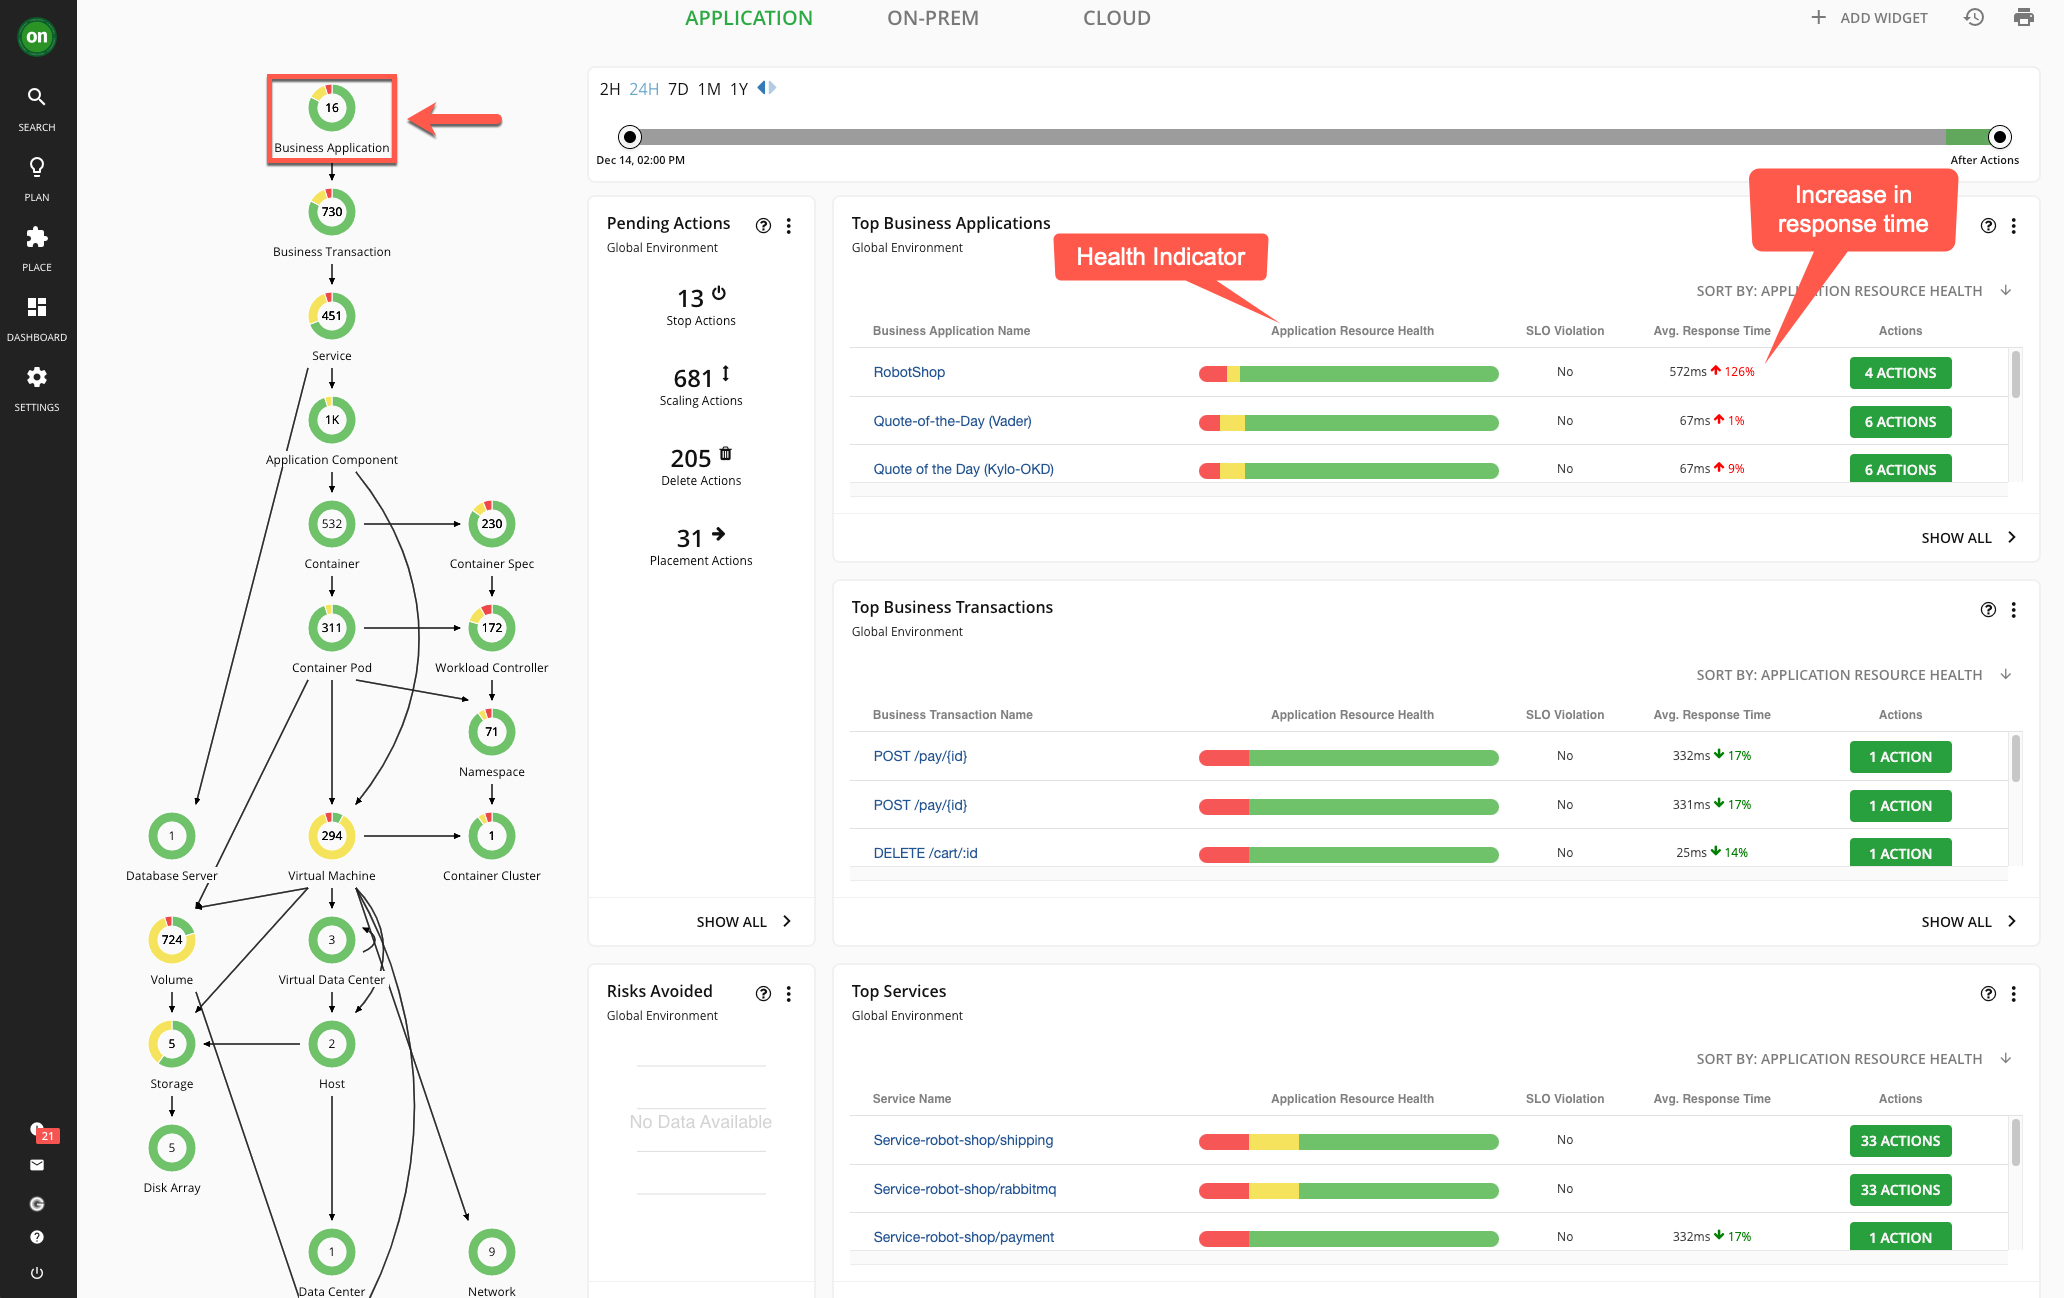 on
SEARCH
PLAN
PLACE
DASHBOARD
SETTINGS
21
APPLICATION
ON-PREM
CLOUD
ADD WIDGET
16
Business Application
730
Business Transaction
451
Service
1K
Application Component
532
Container
230
Container Spec
311
Container Pod
172
Workload Controller
71
Namespace
1
Database Server
294
Virtual Machine
1
Container Cluster
724
Volume
3
Virtual Data Center
5
Storage
2
Host
5
Disk Array
1
Data Center
9
Network
2H 24H 7D 1M 1Y
Dec 14, 02:00 PM
After Actions
Pending Actions
Global Environment
13
Stop Actions
681
Scaling Actions
205
Delete Actions
31
Placement Actions
SHOW ALL
Top Business Applications
Global Environment
Health Indicator
Increase in
response time
SORT BY: APPLICATION RESOURCE HEALTH
Business Application Name Application Resource Health SLO Violation Avg. Response Time Actions
RobotShop No 572ms 126% 4 ACTIONS
Quote-of-the-Day (Vader) No 67ms 1% 6 ACTIONS
Quote of the Day (Kylo-OKD) No 67ms 9% 6 ACTIONS
SHOW ALL
Top Business Transactions
Global Environment
SORT BY: APPLICATION RESOURCE HEALTH
Business Transaction Name Application Resource Health SLO Violation Avg. Response Time Actions
POST /pay/{id} No 332ms 17% 1 ACTION
POST /pay/{id} No 331ms 17% 1 ACTION
DELETE /cart/:id No 25ms 14% 1 ACTION
SHOW ALL
Risks Avoided
Global Environment
No Data Available
Top Services
Global Environment
SORT BY: APPLICATION RESOURCE HEALTH
Service Name Application Resource Health SLO Violation Avg. Response Time Actions
Service-robot-shop/shipping No 33 ACTIONS
Service-robot-shop/rabbitmq No 33 ACTIONS
Service-robot-shop/payment No 332ms 17% 1 ACTION